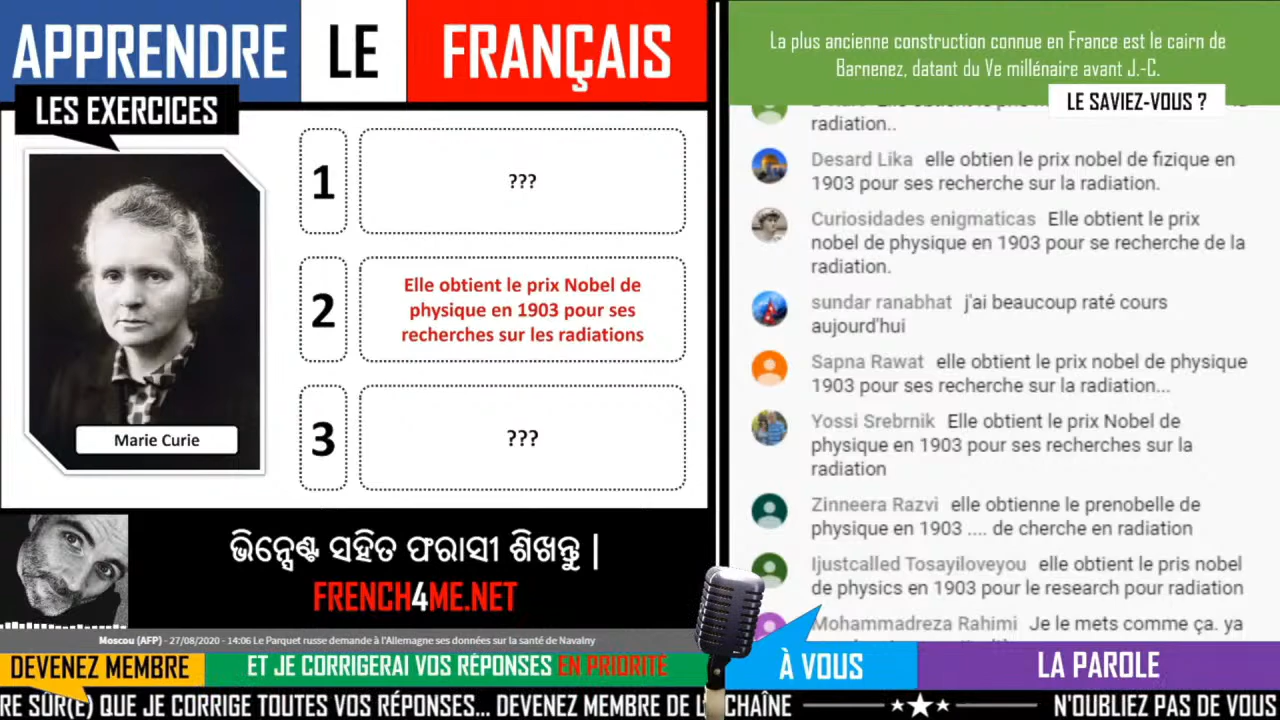 APPRENDRE LE FRANÇAIS
LES EXERCICES
Marie Curie
1
???
2
Elle obtient le prix Nobel de
physique en 1903 pour ses
recherches sur les radiations
3
???
ଭିନ୍ସେଣ୍ଟ ସହିତ ଫରାସୀ ଶିଖନ୍ତୁ |
FRENCH4ME.NET
Moscou (AFP) - 27/08/2020 - 14:06 Le Parquet russe demande à l'Allemagne ses données sur la santé de Navalny
DEVENEZ MEMBRE
ET JE CORRIGERAI VOS RÉPONSES EN PRIORITÉ
La plus ancienne construction connue en France est le cairn de
Barnenez, datant du Ve millénaire avant J.-C.
LE SAVIEZ-VOUS ?
radiation..
Desard Lika elle obtien le prix nobel de fizique en
1903 pour ses recherche sur la radiation.
Curiosidades enigmaticas Elle obtient le prix
nobel de physique en 1903 pour se recherche de la
radiation.
sundar ranabhat j'ai beaucoup raté cours
aujourd'hui
Sapna Rawat elle obtient le prix nobel de physique
1903 pour ses recherche sur la radiation...
Yossi Srebrnik Elle obtient le prix Nobel de
physique en 1903 pour ses recherches sur la
radiation
Zinneera Razvi elle obtienne le prenobelle de
physique en 1903 .... de cherche en radiation
Ijustcalled Tosayiloveyou elle obtient le pris nobel
de physics en 1903 pour le research pour radiation
Mohammadreza Rahimi Je le mets comme ça. ya
À VOUS
LA PAROLE
RE SÛR(E) QUE JE CORRIGE TOUTES VOS RÉPONSES... DEVENEZ MEMBRE DE L CHAÎNE N'OUBLIEZ PAS DE VOUS